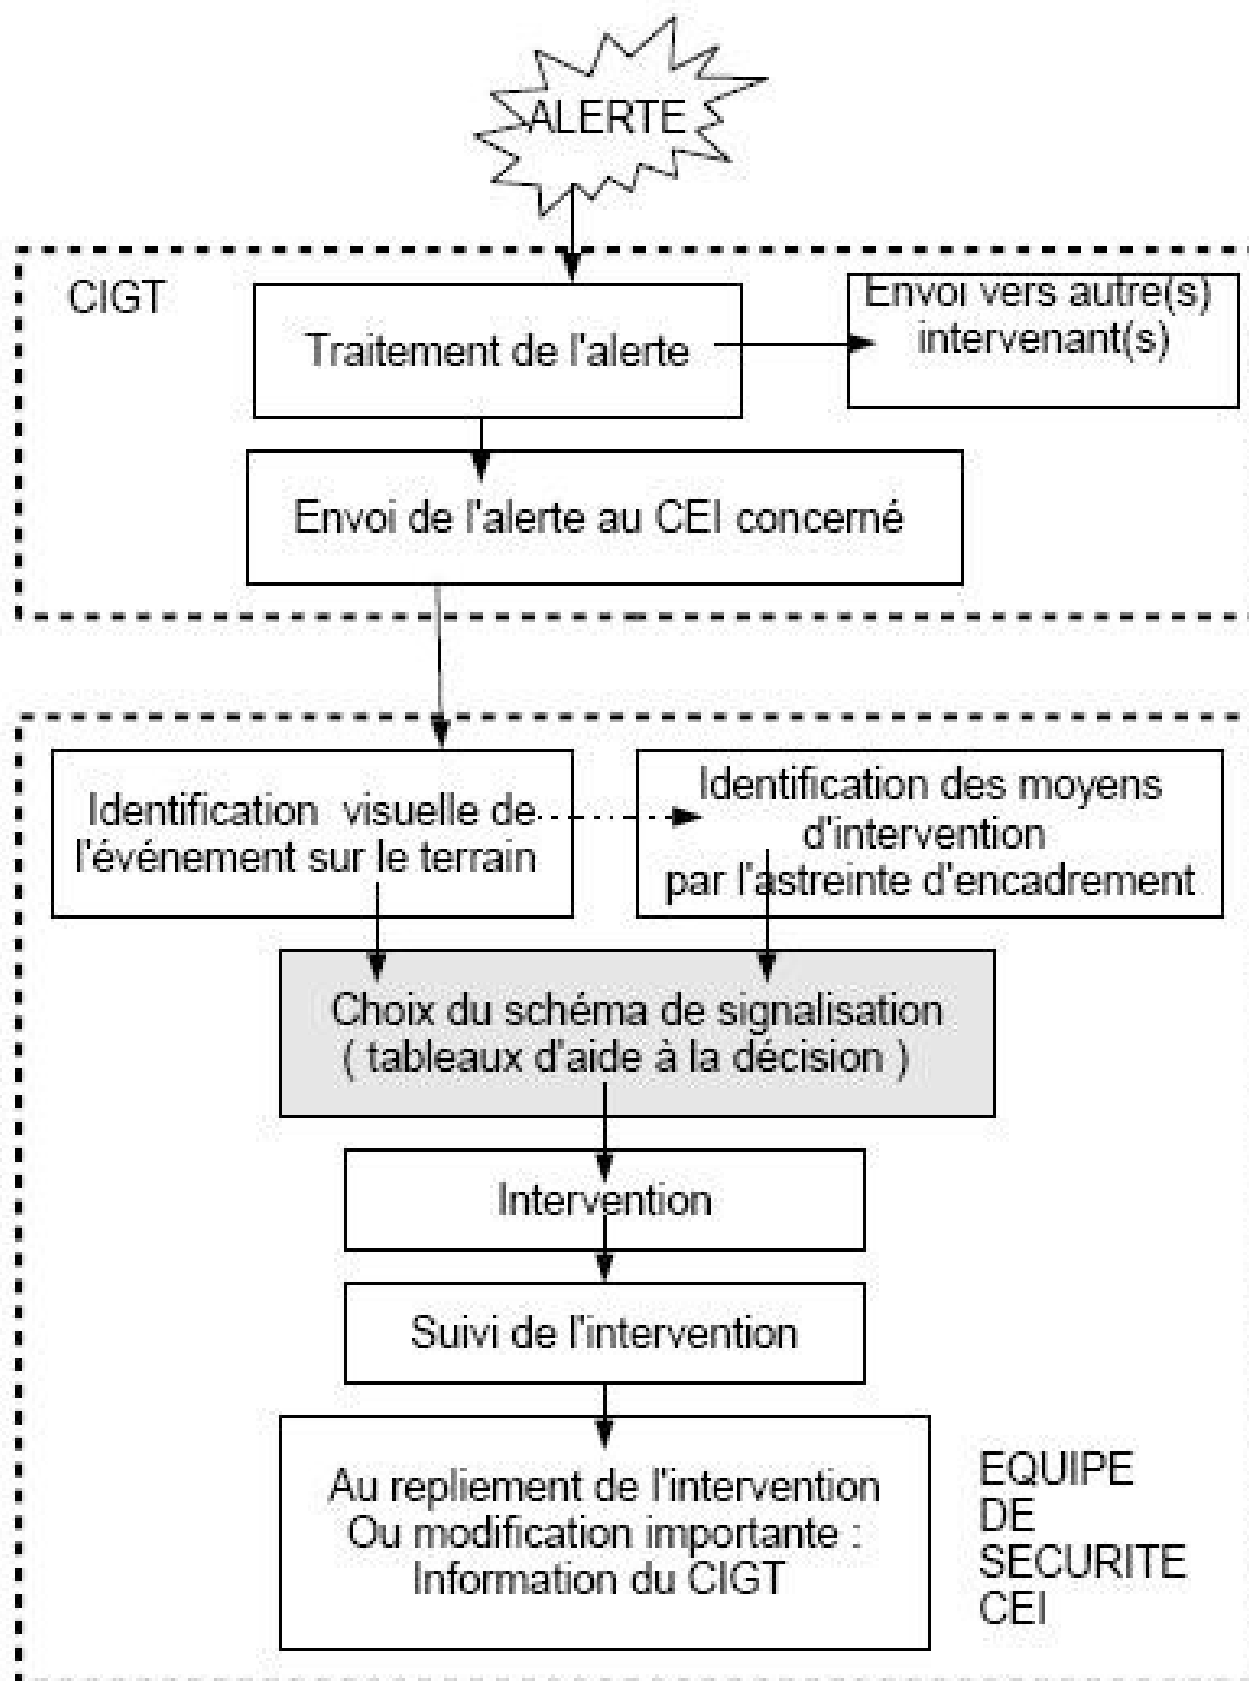 ALERTE
CIGT
Traitement de l'alerte
Envoi vers autre(s)
intervenant(s)
Envoi de l'alerte au CEI concerné
Identification visuelle de
l'événement sur le terrain
Identification des moyens
d'intervention
par l'astreinte d'encadrement
Choix du schéma de signalisation
( tableaux d'aide à la décision )
Intervention
Suivi de l'intervention
Au repliement de l'intervention
Ou modification importante :
Information du CIGT
EQUIPE
DE
SECURITE
CEI